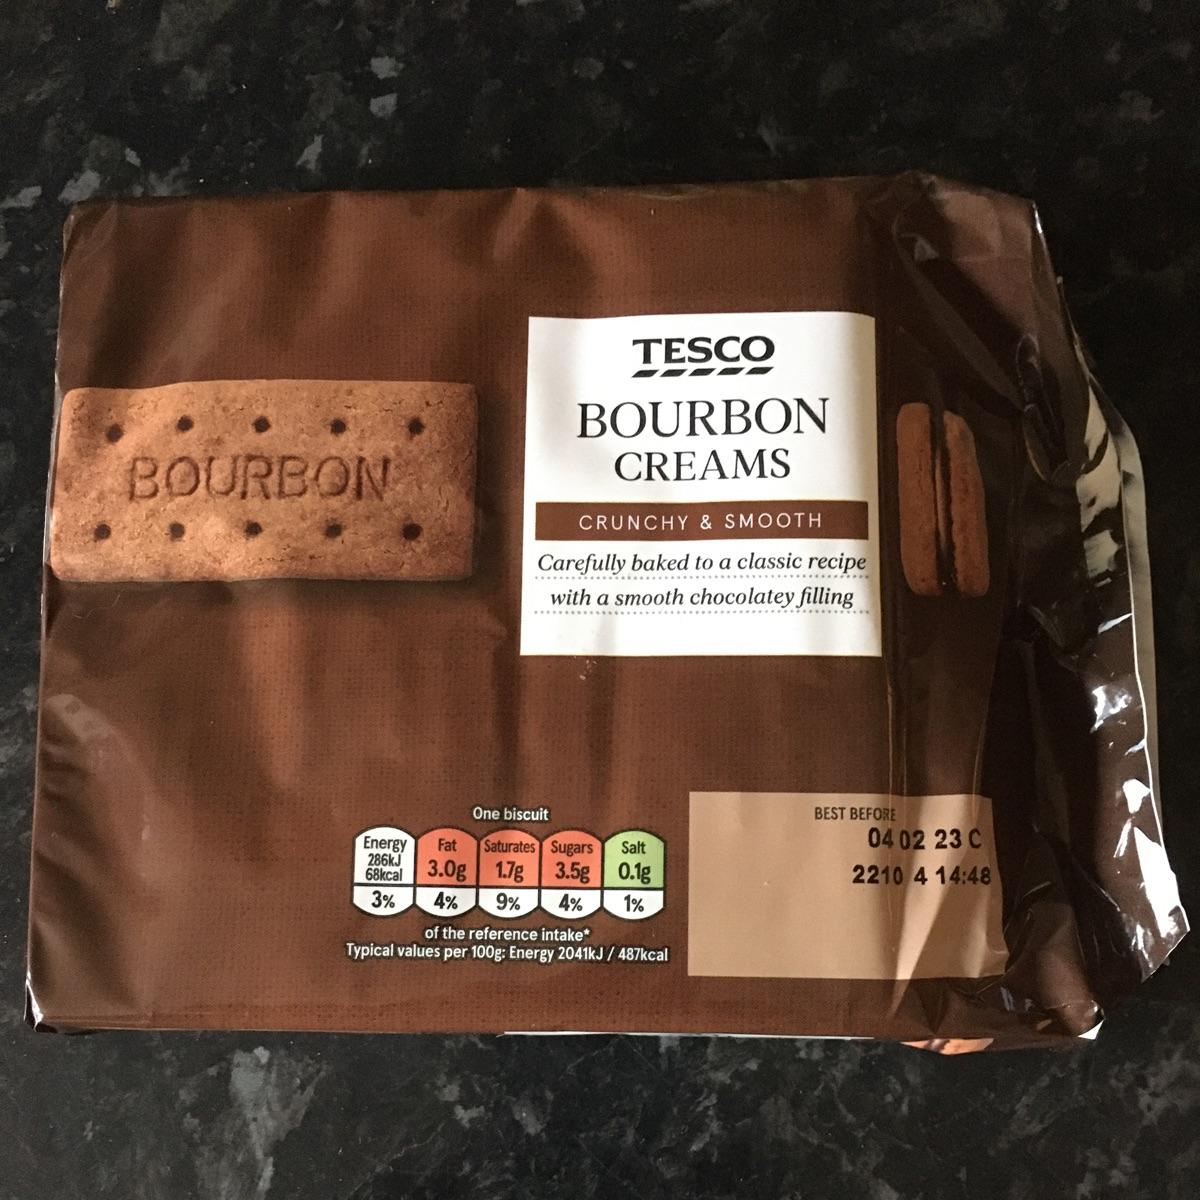 TESCO
BOURBON
CREAMS
CRUNCHY & SMOOTH
Carefully baked to a classic recipe
with a smooth chocolatey filling
BOURBON
One biscuit
Energy 286kJ 68kcal 3%
Fat 3.0g 4%
Saturates 1.7g 9%
Sugars 3.5g 4%
Salt 0.1g 1%
of the reference intake*
Typical values per 100g: Energy 2041kJ / 487kcal
BEST BEFORE
04 02 23 C
2210 4 14:48